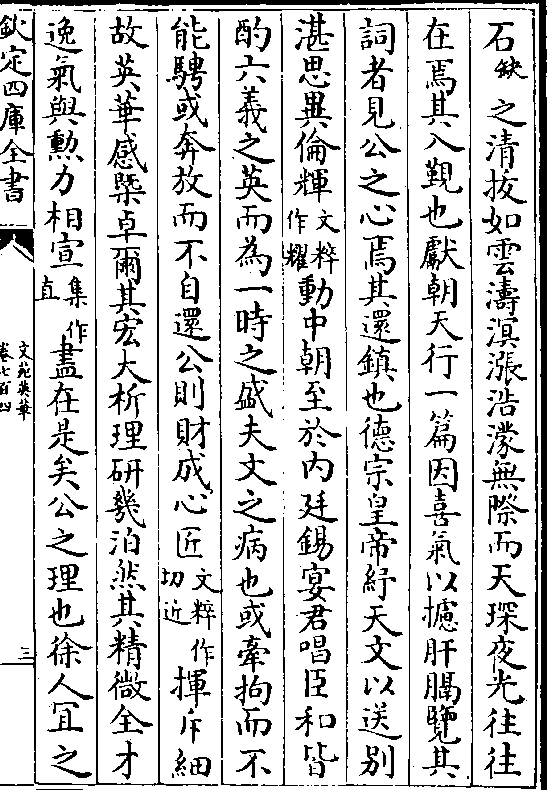 石缺之清拔如雲濤溟漲浩濛無際而天琛夜光往往
在焉其入覲也獻朝天行一篇因喜氣以攄肝膈覽其
詞者見公之心焉其還鎮也德宗皇帝紓天文以送別
湛思異倫輝文粹作耀動中朝至於內廷錫宴君唱臣和皆
酌六義之英而為一時之盛夫文之病也或牽拘而不
能騁或奔放而不自還公則財成心匠文粹作切近揮斥細
故英華感槩卓爾其宏大析理研幾泊然其精微全才
逸氣與勲力相宣集作直盡在是矣公之理也徐人宜之
欽定四庫全書
文苑英華
卷七百四
三